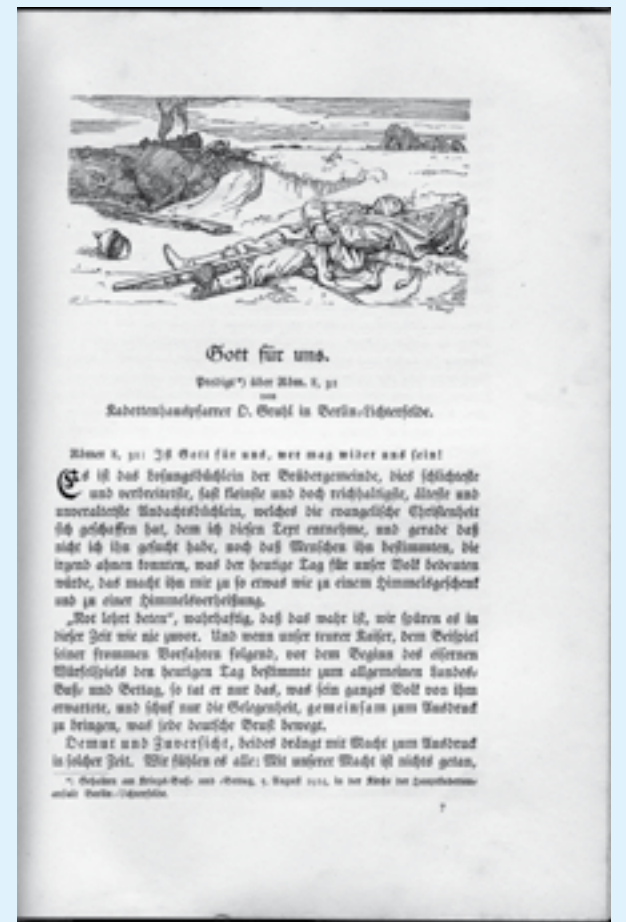 Gott für uns.
Predigt*) über Röm. 8, 31
von
Kadettenhauspfarrer D. Gruhl in Berlin-Lichterfelde.
Römer 8, 31: Ist Gott für uns, wer mag wider uns sein!
Es ist das Losungsbüchlein der Brüdergemeinde, dies schlichteste
und verbreitetste, fast kleinste und doch reichhaltigste, älteste und
unveraltetste Andachtsbüchlein, welches die evangelische Christenheit
sich geschaffen hat, dem ich diesen Text entnehme, und gerade daß
nicht ich ihn gesucht habe, noch daß Menschen ihn bestimmten, die
irgend ahnen konnten, was der heutige Tag für unser Volk bedeuten
würde, das macht ihn mir zu so etwas wie zu einem Himmelsgeschenk
und zu einer Himmelsverheißung.
„Not lehrt beten“, wahrhaftig, daß das wahr ist, wir spüren es in
dieser Zeit wie nie zuvor. Und wenn unser teurer Kaiser, dem Beispiel
seiner frommen Vorfahren folgend, vor dem Beginn des eisernen
Würfelspiels den heutigen Tag bestimmte zum allgemeinen Landes-
Buß- und Bettag, so tat er nur das, was sein ganzes Volk von ihm
erwartete, und schuf nur die Gelegenheit, gemeinsam zum Ausdruck
zu bringen, was jede deutsche Brust bewegt.
Demut und Zuversicht, beides drängt mit Macht zum Ausdruck
in solcher Zeit. Wir fühlen es alle: Mit unserer Macht ist nichts getan,
*) Gehalten am Kriegs-Buß- und -Bettag, 5. August 1914, in der Kirche der Hauptkadetten-
anstalt Berlin-Lichterfelde.
7